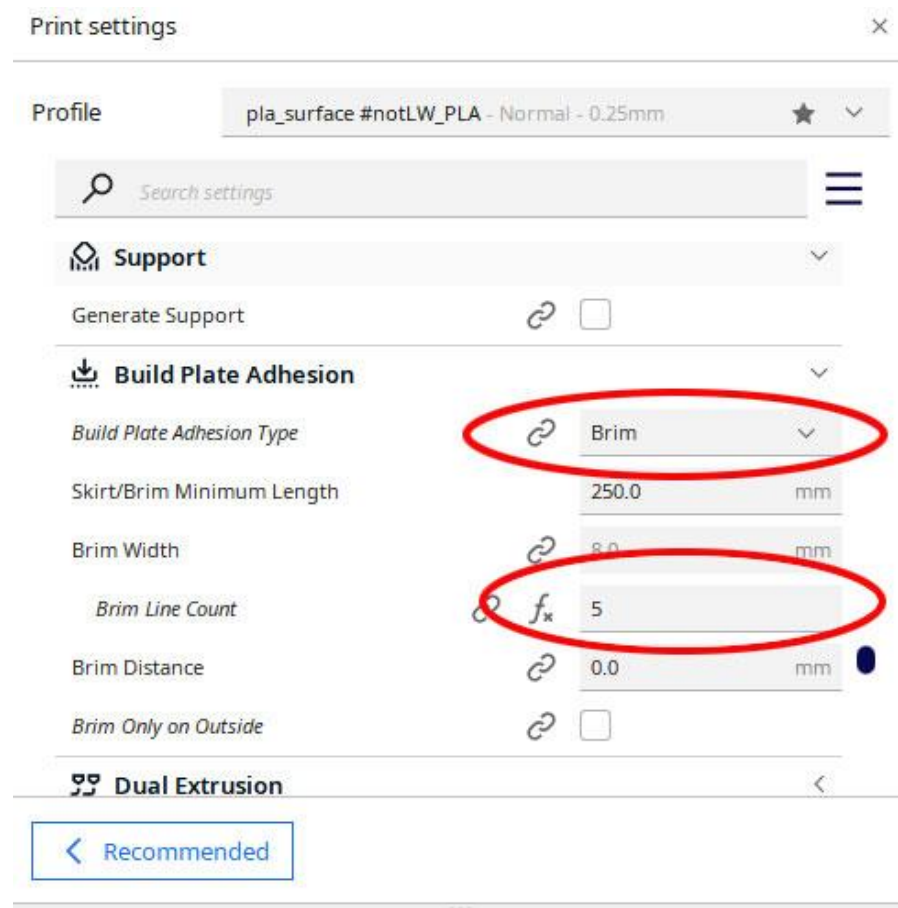 Print settings
Profile pla_surface #notLW_PLA - Normal - 0.25mm
Search settings
Support
Generate Support
Build Plate Adhesion
Build Plate Adhesion Type Brim
Skirt/Brim Minimum Length 250.0 mm
Brim Width 8.0 mm
Brim Line Count 5
Brim Distance 0.0 mm
Brim Only on Outside
Dual Extrusion
Recommended